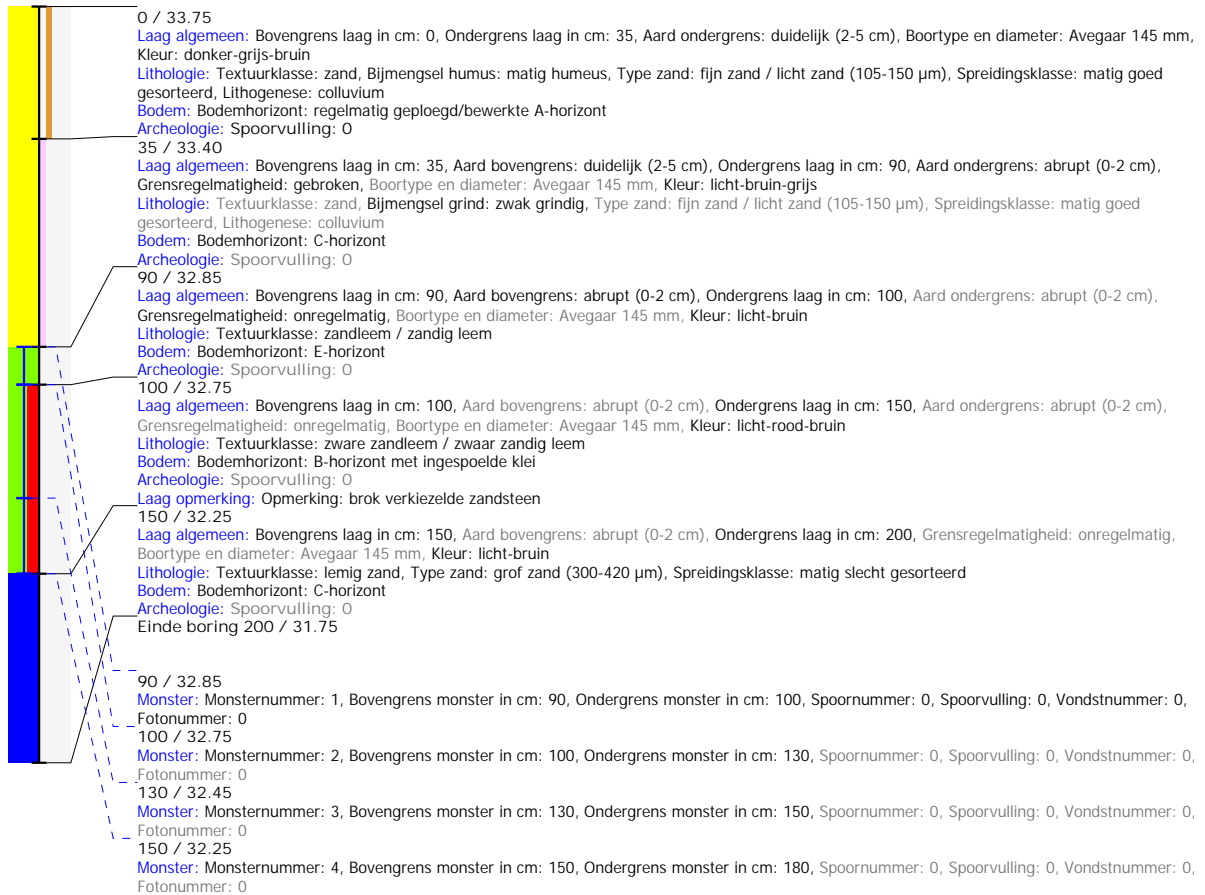 0 / 33.75
Laag algemeen: Bovengrens laag in cm: 0, Ondergrens laag in cm: 35, Aard ondergrens: duidelijk (2-5 cm), Boortype en diameter: Avegaar 145 mm,
Kleur: donker-grijs-bruin
Lithologie: Textuurklasse: zand, Bijmengsel humus: matig humeus, Type zand: fijn zand / licht zand (105-150 µm), Spreidingsklasse: matig goed
gesorteerd, Lithogenese: colluvium
Bodem: Bodemhorizont: regelmatig geploegd/bewerkte A-horizont
Archeologie: Spoorvulling: 0
35 / 33.40
Laag algemeen: Bovengrens laag in cm: 35, Aard bovengrens: duidelijk (2-5 cm), Ondergrens laag in cm: 90, Aard ondergrens: abrupt (0-2 cm),
Grensregelmatigheid: gebroken, Boortype en diameter: Avegaar 145 mm, Kleur: licht-bruin-grijs
Lithologie: Textuurklasse: zand, Bijmengsel grind: zwak grindig, Type zand: fijn zand / licht zand (105-150 µm), Spreidingsklasse: matig goed
gesorteerd, Lithogenese: colluvium
Bodem: Bodemhorizont: C-horizont
Archeologie: Spoorvulling: 0
90 / 32.85
Laag algemeen: Bovengrens laag in cm: 90, Aard bovengrens: abrupt (0-2 cm), Ondergrens laag in cm: 100, Aard ondergrens: abrupt (0-2 cm),
Grensregelmatigheid: onregelmatig, Boortype en diameter: Avegaar 145 mm, Kleur: licht-bruin
Lithologie: Textuurklasse: zandleem / zandig leem
Bodem: Bodemhorizont: E-horizont
Archeologie: Spoorvulling: 0
100 / 32.75
Laag algemeen: Bovengrens laag in cm: 100, Aard bovengrens: abrupt (0-2 cm), Ondergrens laag in cm: 150, Aard ondergrens: abrupt (0-2 cm),
Grensregelmatigheid: onregelmatig, Boortype en diameter: Avegaar 145 mm, Kleur: licht-rood-bruin
Lithologie: Textuurklasse: zware zandleem / zwaar zandig leem
Bodem: Bodemhorizont: B-horizont met ingespoelde klei
Archeologie: Spoorvulling: 0
Laag opmerking: Opmerking: brok verkiezelde zandsteen
150 / 32.25
Laag algemeen: Bovengrens laag in cm: 150, Aard bovengrens: abrupt (0-2 cm), Ondergrens laag in cm: 200, Grensregelmatigheid: onregelmatig,
Boortype en diameter: Avegaar 145 mm, Kleur: licht-bruin
Lithologie: Textuurklasse: lemig zand, Type zand: grof zand (300-420 µm), Spreidingsklasse: matig slecht gesorteerd
Bodem: Bodemhorizont: C-horizont
Archeologie: Spoorvulling: 0
Einde boring 200 / 31.75
90 / 32.85
Monster: Monsternummer: 1, Bovengrens monster in cm: 90, Ondergrens monster in cm: 100, Spoornummer: 0, Spoorvulling: 0, Vondstnummer: 0,
Fotonummer: 0
100 / 32.75
Monster: Monsternummer: 2, Bovengrens monster in cm: 100, Ondergrens monster in cm: 130, Spoornummer: 0, Spoorvulling: 0, Vondstnummer: 0,
Fotonummer: 0
130 / 32.45
Monster: Monsternummer: 3, Bovengrens monster in cm: 130, Ondergrens monster in cm: 150, Spoornummer: 0, Spoorvulling: 0, Vondstnummer: 0,
Fotonummer: 0
150 / 32.25
Monster: Monsternummer: 4, Bovengrens monster in cm: 150, Ondergrens monster in cm: 180, Spoornummer: 0, Spoorvulling: 0, Vondstnummer: 0,
Fotonummer: 0